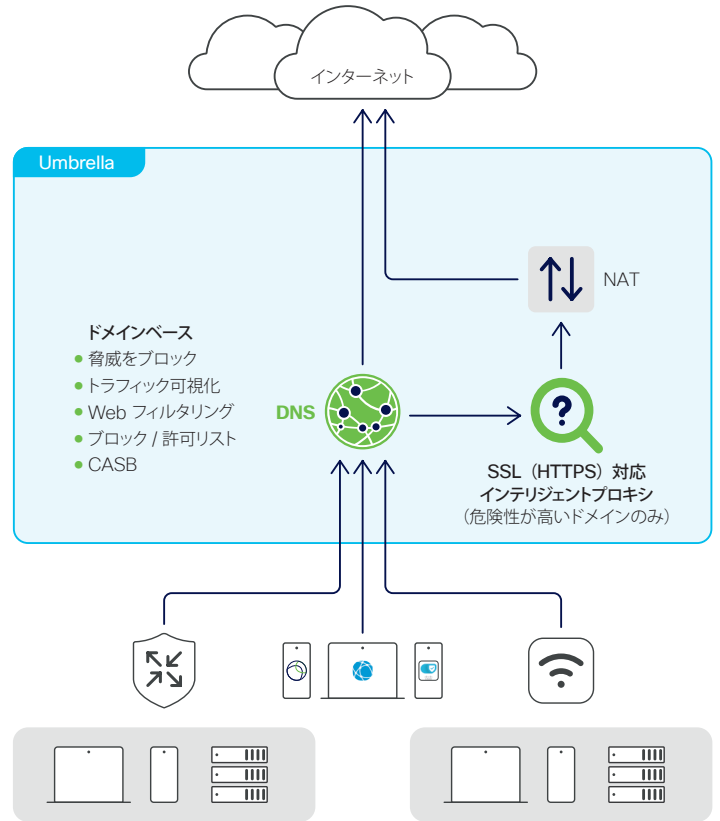 インターネット
Umbrella
NAT
ドメインベース
● 脅威をブロック
● トラフィック可視化
● Web フィルタリング
● ブロック / 許可リスト
● CASB
DNS
?
SSL（HTTPS）対応
インテリジェントプロキシ
（危険性が高いドメインのみ）